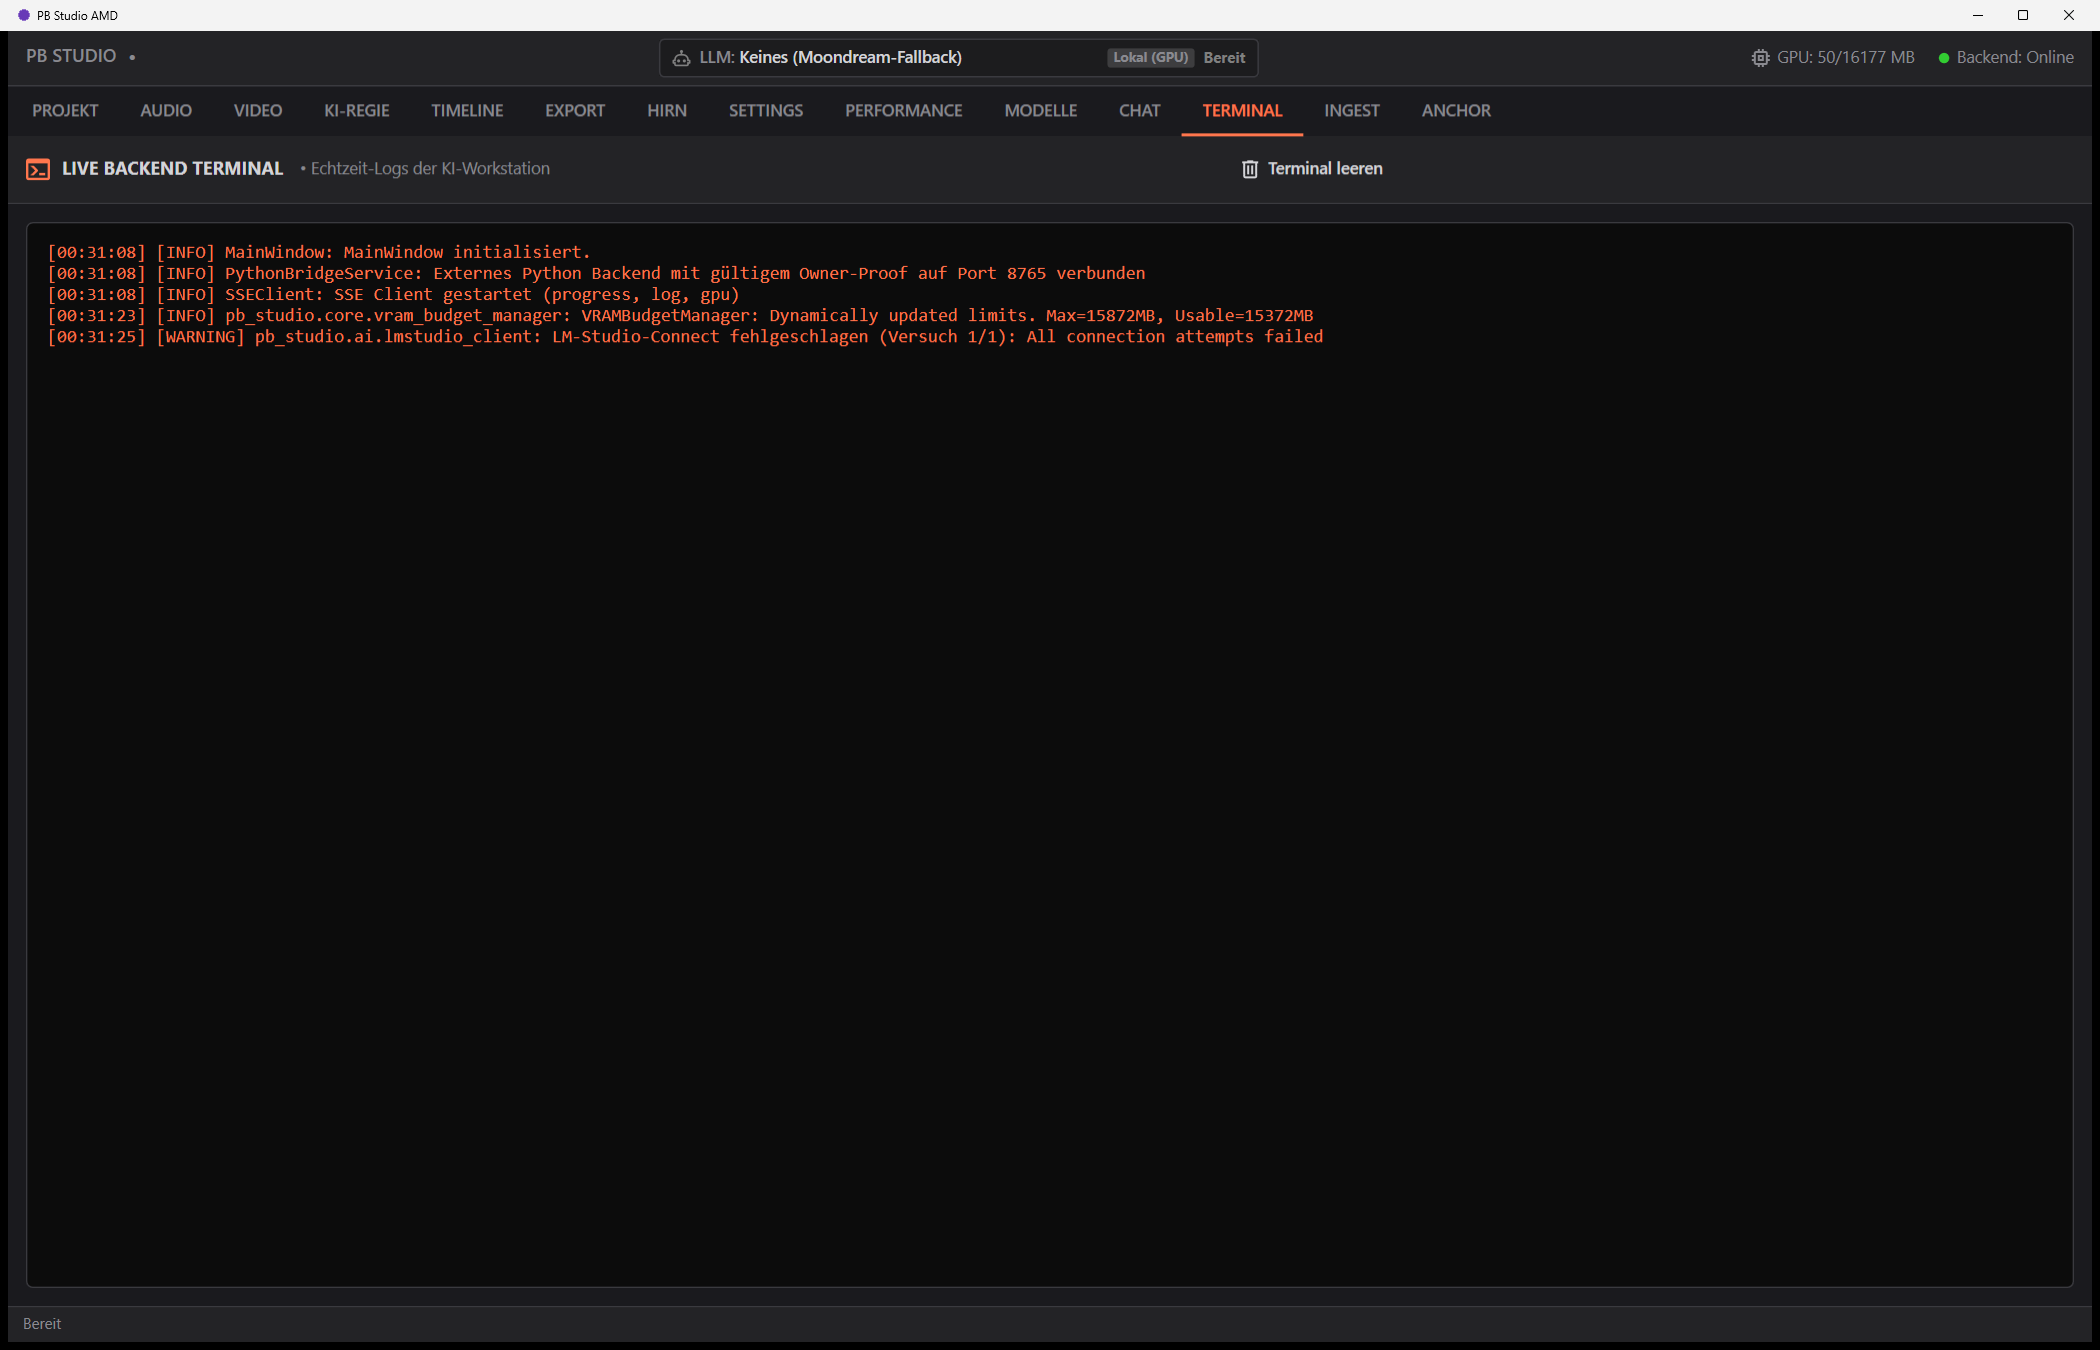 PB Studio AMD
PB STUDIO •
LLM: Keines (Moondream-Fallback) Lokal (GPU) Bereit
GPU: 50/16177 MB Backend: Online
PROJEKT AUDIO VIDEO KI-REGIE TIMELINE EXPORT HIRN SETTINGS PERFORMANCE MODELLE CHAT TERMINAL INGEST ANCHOR
LIVE BACKEND TERMINAL • Echtzeit-Logs der KI-Workstation Terminal leeren
[00:31:08] [INFO] MainWindow: MainWindow initialisiert.
[00:31:08] [INFO] PythonBridgeService: Externes Python Backend mit gültigem Owner-Proof auf Port 8765 verbunden
[00:31:08] [INFO] SSEClient: SSE Client gestartet (progress, log, gpu)
[00:31:23] [INFO] pb_studio.core.vram_budget_manager: VRAMBudgetManager: Dynamically updated limits. Max=15872MB, Usable=15372MB
[00:31:25] [WARNING] pb_studio.ai.lmstudio_client: LM-Studio-Connect fehlgeschlagen (Versuch 1/1): All connection attempts failed
Bereit